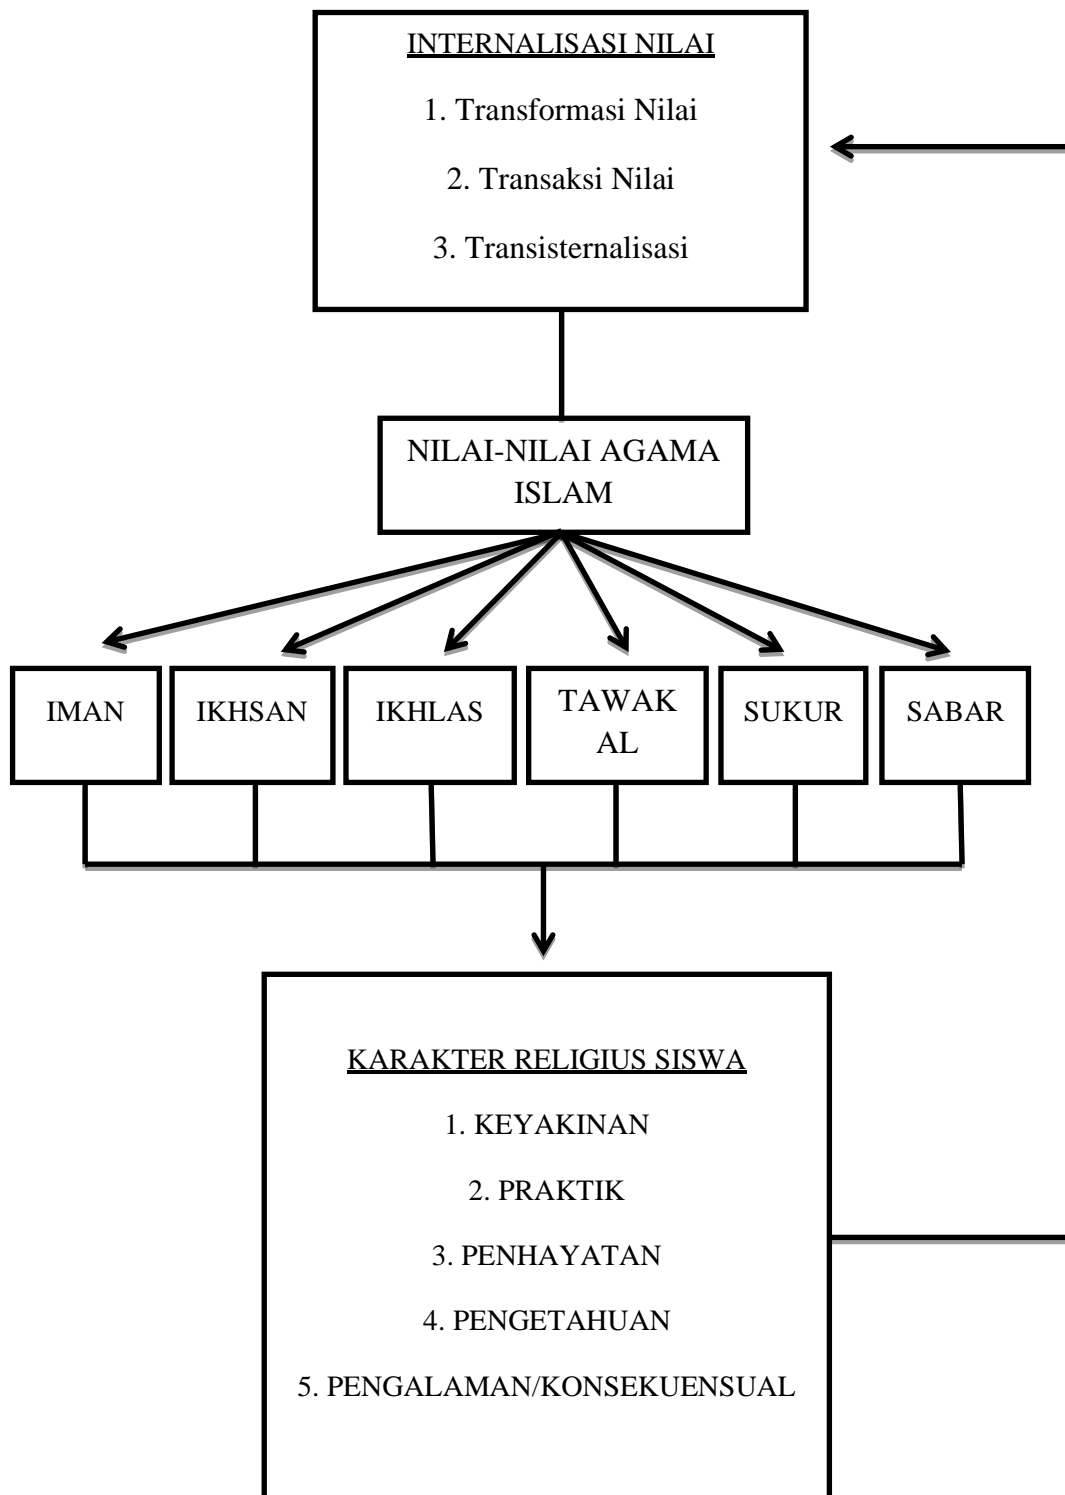 INTERNALISASI NILAI
1. Transformasi Nilai
2. Transaksi Nilai
3. Transisternalisasi
NILAI-NILAI AGAMA
ISLAM
IMAN
IKHSAN
IKHLAS
TAWAK
AL
SUKUR
SABAR
KARAKTER RELIGIUS SISWA
1. KEYAKINAN
2. PRAKTIK
3. PENHAYATAN
4. PENGETAHUAN
5. PENGALAMAN/KONSEKUENSUAL